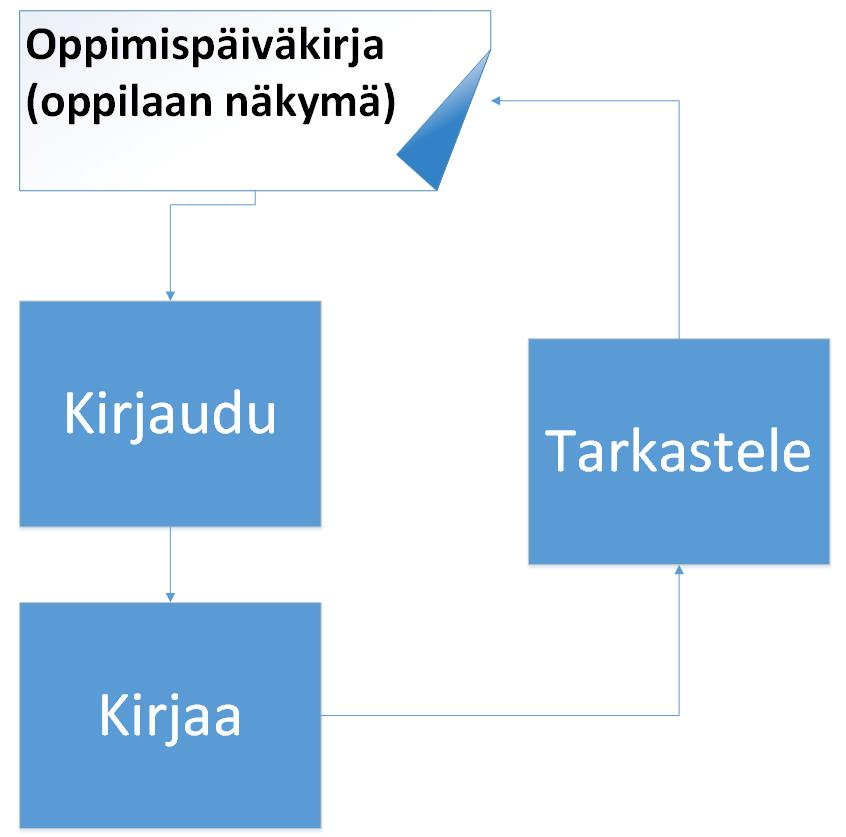 Oppimispäiväkirja
(oppilaan näkymä)
Kirjaudu
Tarkastele
Kirjaa